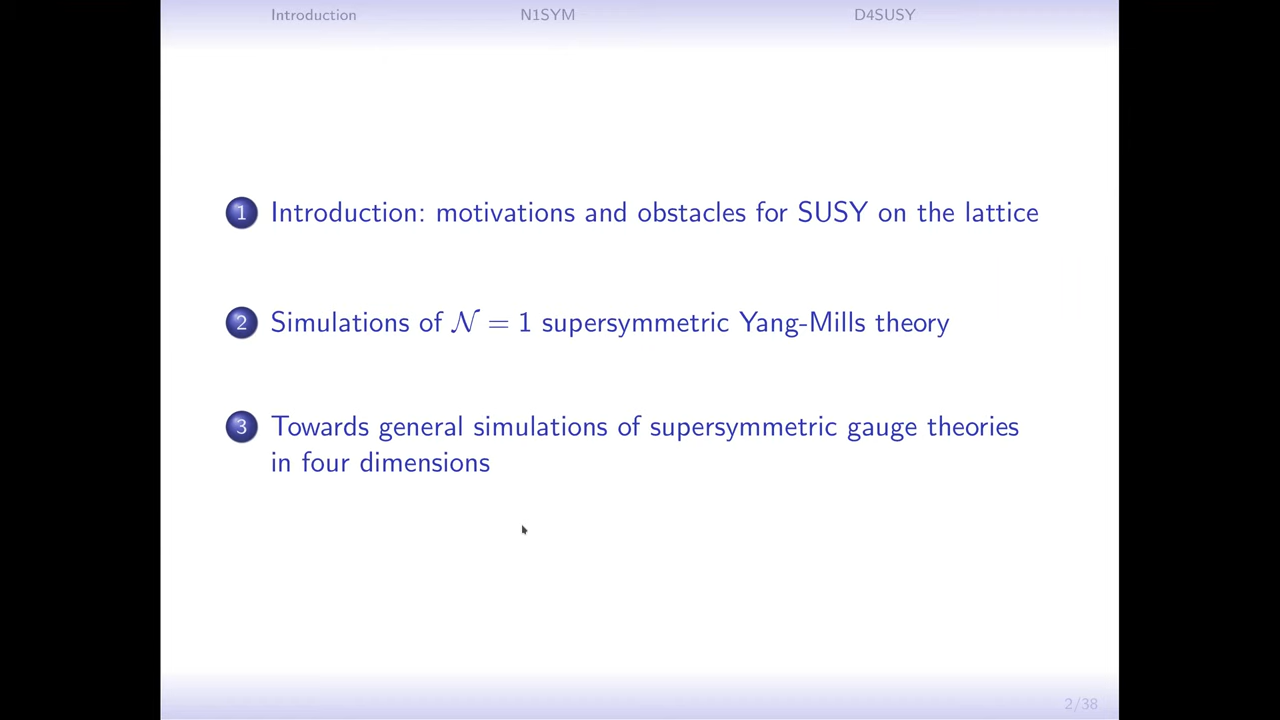 Introduction N1SYM D4SUSY
1 Introduction: motivations and obstacles for SUSY on the lattice
2 Simulations of 𝒩 = 1 supersymmetric Yang-Mills theory
3 Towards general simulations of supersymmetric gauge theories
in four dimensions
2/38